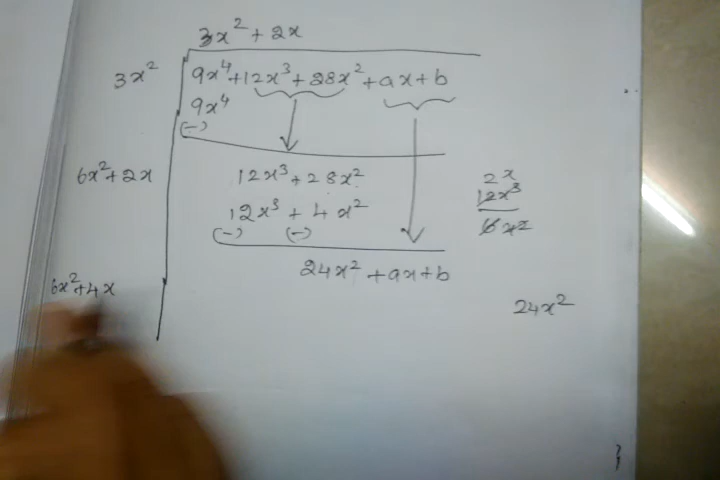 3x² + 2x
3x² 9x⁴+12x³+28x²+ax+b
9x⁴
(-)
6x²+2x 12x³+28x²
12x³ + 4x²
(-) (-)
24x² + ax+b
6x²+4x
2x
12x³
6x²
24x²